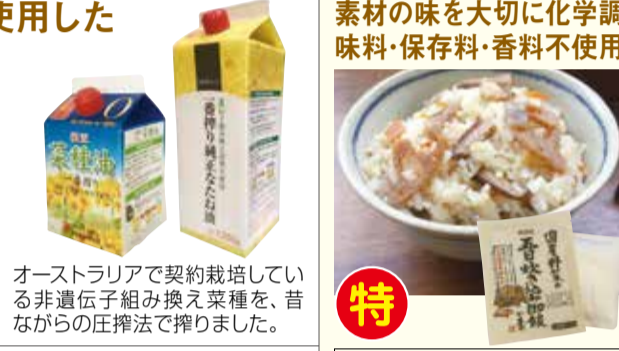 使用した
菜種油
一番搾り純正なたね油
オーストラリアで契約栽培してい
る非遺伝子組み換え菜種を、昔
ながらの圧搾法で搾りました。
素材の味を大切に化学調
味料・保存料・香料不使用
特